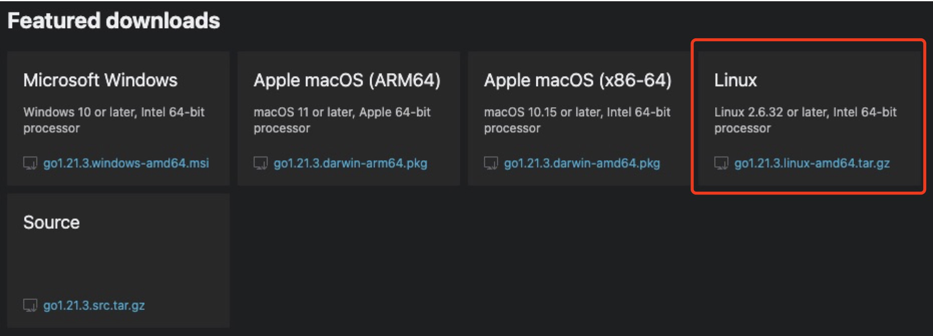 Featured downloads
Microsoft Windows
Windows 10 or later, Intel 64-bit
processor
go1.21.3.windows-amd64.msi
Apple macOS (ARM64)
macOS 11 or later, Apple 64-bit
processor
go1.21.3.darwin-arm64.pkg
Apple macOS (x86-64)
macOS 10.15 or later, Intel 64-bit
processor
go1.21.3.darwin-amd64.pkg
Linux
Linux 2.6.32 or later, Intel 64-bit
processor
go1.21.3.linux-amd64.tar.gz
Source
go1.21.3.src.tar.gz